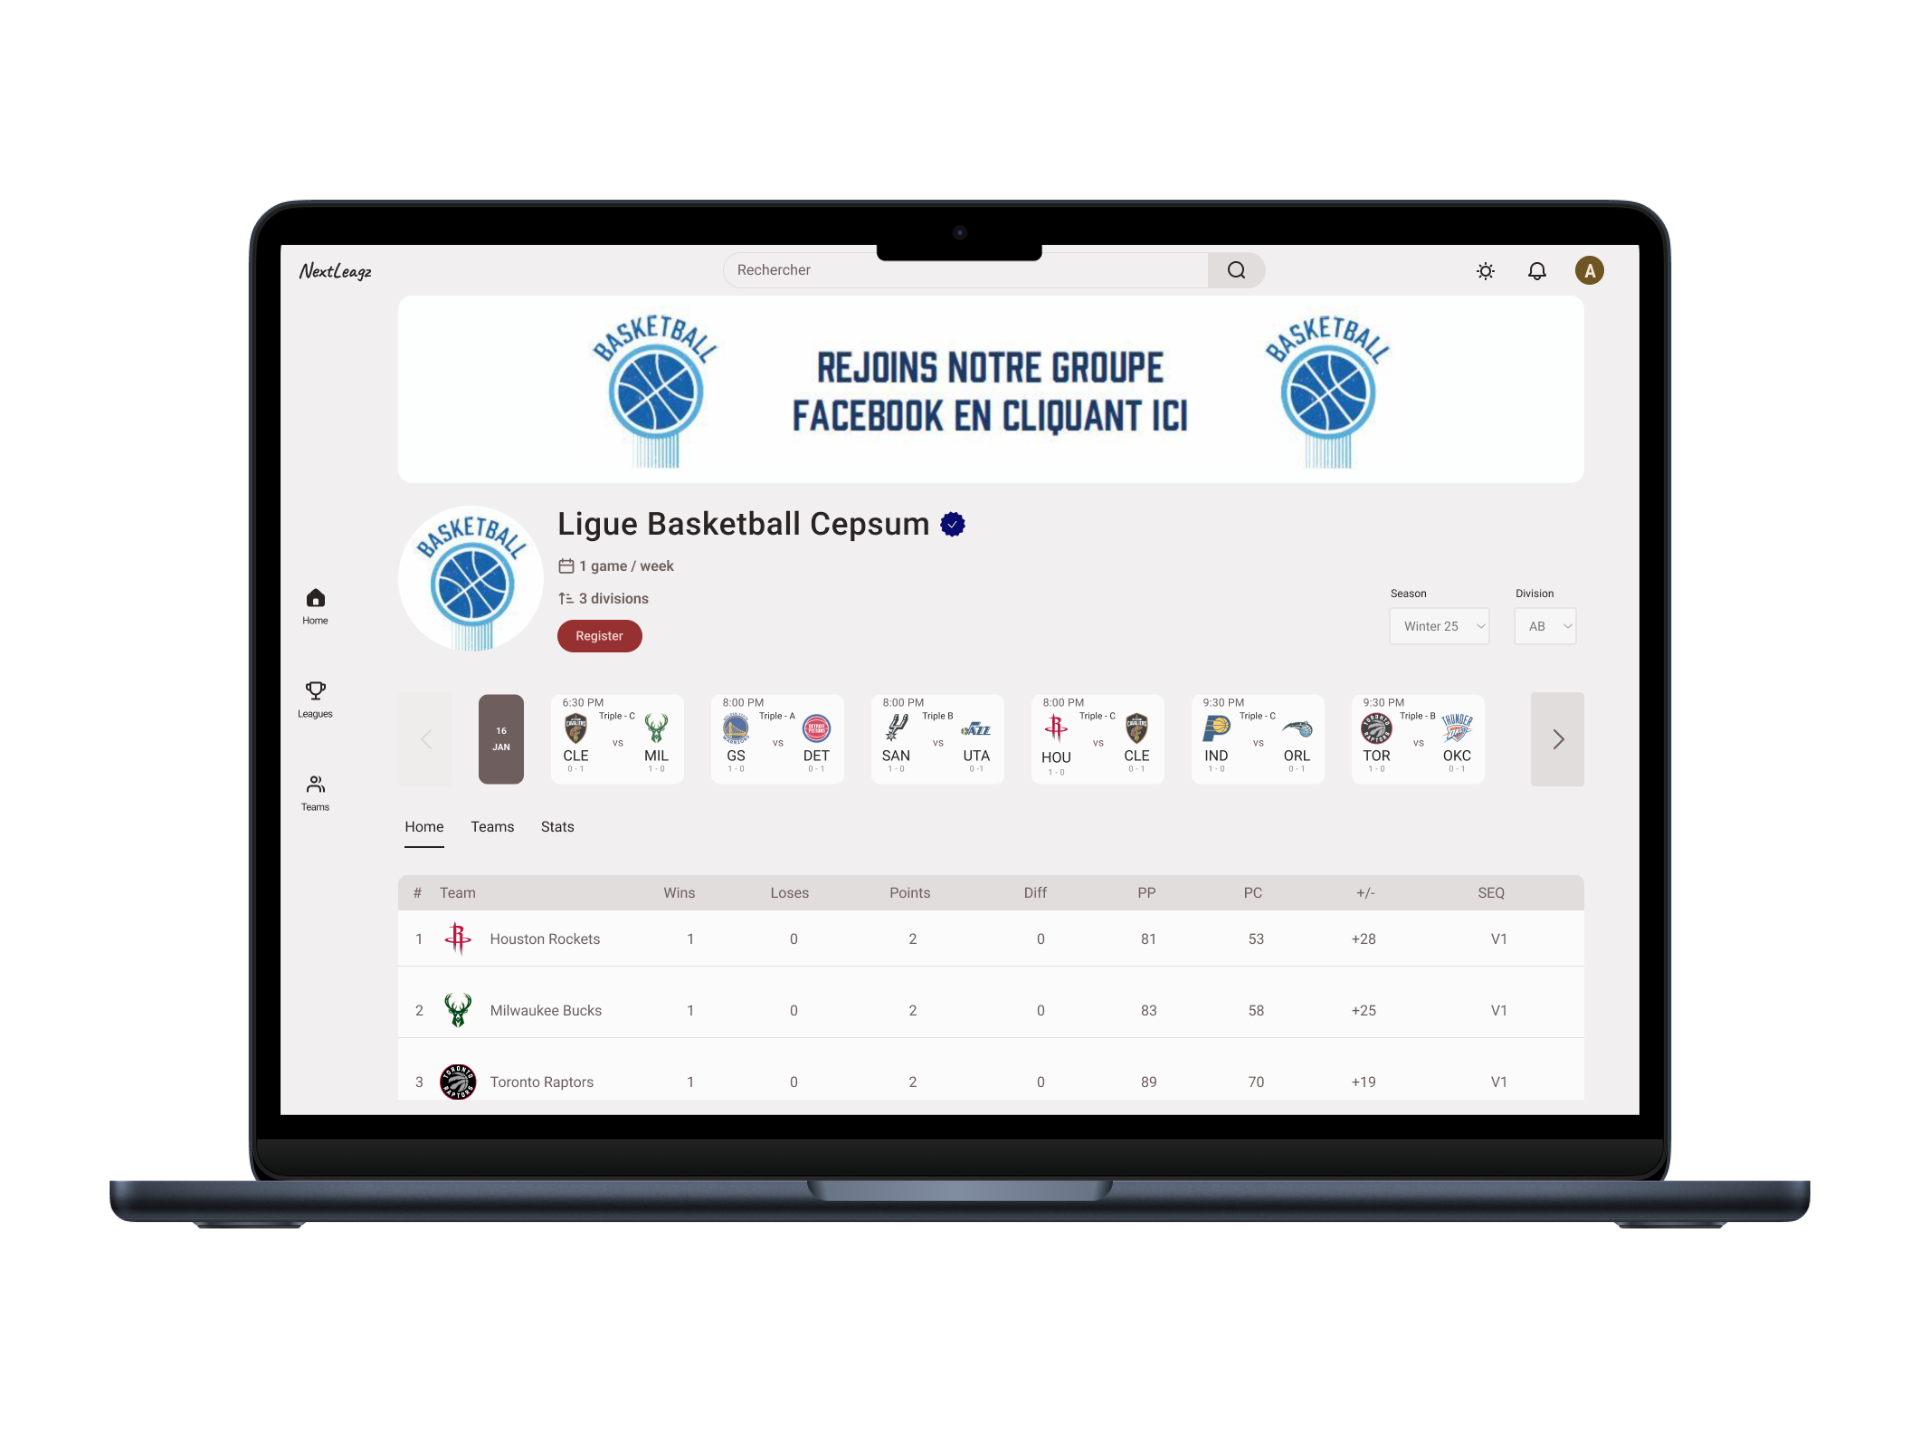 NextLeagz
Rechercher
A
BASKETBALL
REJOINS NOTRE GROUPE
FACEBOOK EN CLIQUANT ICI
BASKETBALL
BASKETBALL
Ligue Basketball Cepsum
1 game / week
3 divisions
Register
Season
Division
Winter 25
AB
Home
Leagues
Teams
16
JAN
6:30 PM
Triple - C
CLE vs MIL
0 - 1 1 - 0
8:00 PM
Triple - A
GS vs DET
1 - 0 0 - 1
8:00 PM
Triple B
SAN vs UTA
1 - 0 0 -1
8:00 PM
Triple - C
HOU vs CLE
1 - 0 0 - 1
9:30 PM
Triple - C
IND vs ORL
1 - 0 0 - 1
9:30 PM
Triple - B
TOR vs OKC
1 - 0 0 - 1
Home Teams Stats
# Team Wins Loses Points Diff PP PC +/- SEQ
1 Houston Rockets 1 0 2 0 81 53 +28 V1
2 Milwaukee Bucks 1 0 2 0 83 58 +25 V1
3 Toronto Raptors 1 0 2 0 89 70 +19 V1